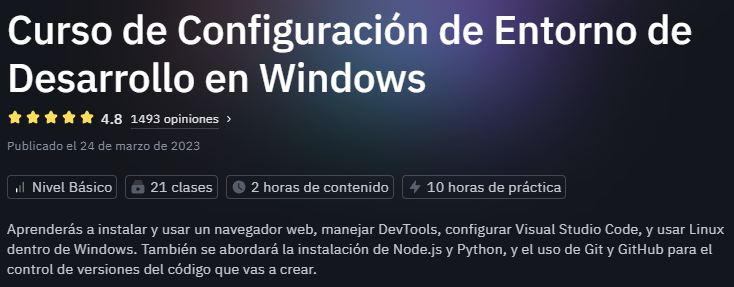 Curso de Configuración de Entorno de
Desarrollo en Windows
4.8 1493 opiniones
Publicado el 24 de marzo de 2023
Nivel Básico 21 clases 2 horas de contenido 10 horas de práctica
Aprenderás a instalar y usar un navegador web, manejar DevTools, configurar Visual Studio Code, y usar Linux
dentro de Windows. También se abordará la instalación de Node.js y Python, y el uso de Git y GitHub para el
control de versiones del código que vas a crear.